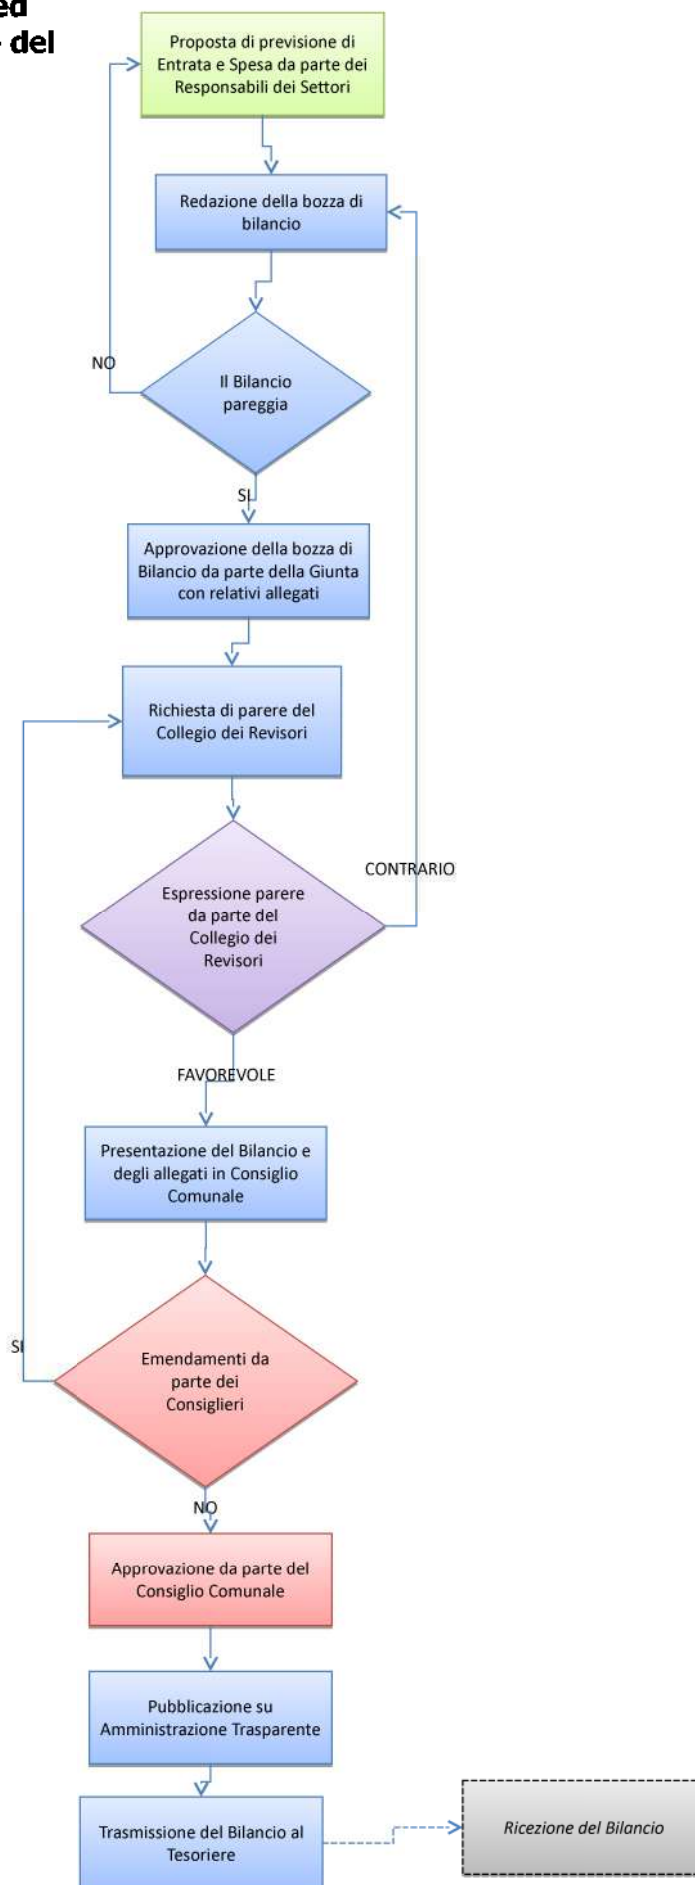 ed
- del
Proposta di previsione di
Entrata e Spesa da parte dei
Responsabili dei Settori
Redazione della bozza di
bilancio
NO
Il Bilancio
pareggia
SI
Approvazione della bozza di
Bilancio da parte della Giunta
con relativi allegati
Richiesta di parere del
Collegio dei Revisori
CONTRARIO
Espressione parere
da parte del
Collegio dei
Revisori
FAVOREVOLE
Presentazione del Bilancio e
degli allegati in Consiglio
Comunale
SI
Emendamenti da
parte dei
Consiglieri
NO
Approvazione da parte del
Consiglio Comunale
Pubblicazione su
Amministrazione Trasparente
Trasmissione del Bilancio al
Tesoriere
Ricezione del Bilancio